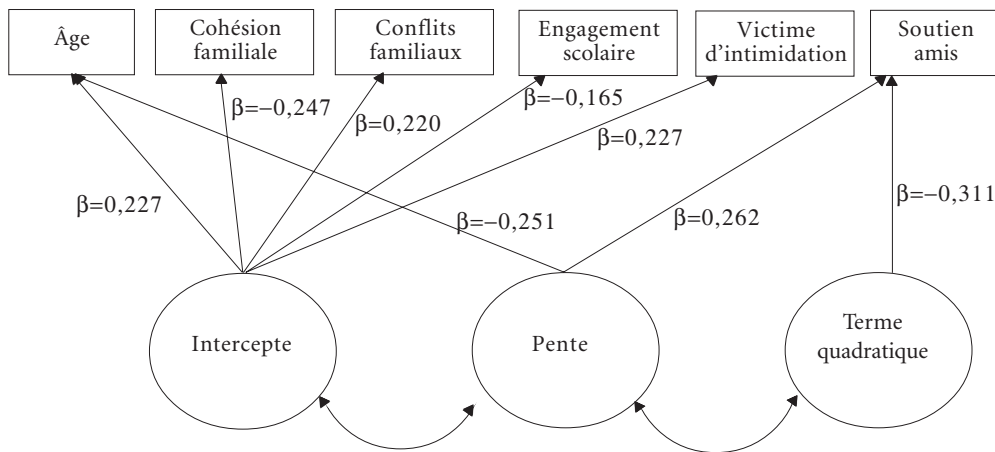 Âge
Cohésion
familiale
Conflits
familiaux
Engagement
scolaire
Victime
d'intimidation
Soutien
amis
β=−0,247
β=0,220
β=−0,165
β=0,227
β=0,227
β=−0,251
β=0,262
β=−0,311
Intercepte
Pente
Terme
quadratique